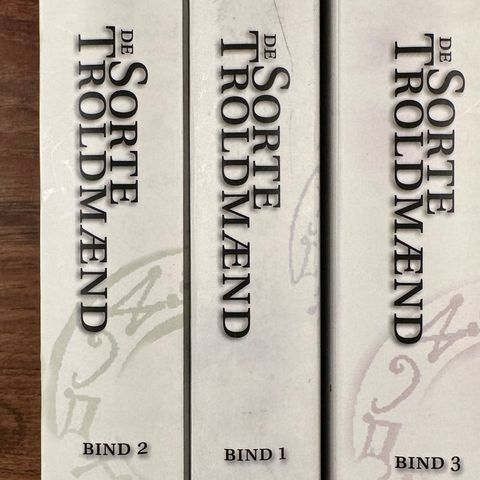 DE
SORTE
TROLDMÆND
BIND 2
DE
SORTE
TROLDMÆND
BIND 1
DE
SORTE
TROLDMÆND
BIND 3